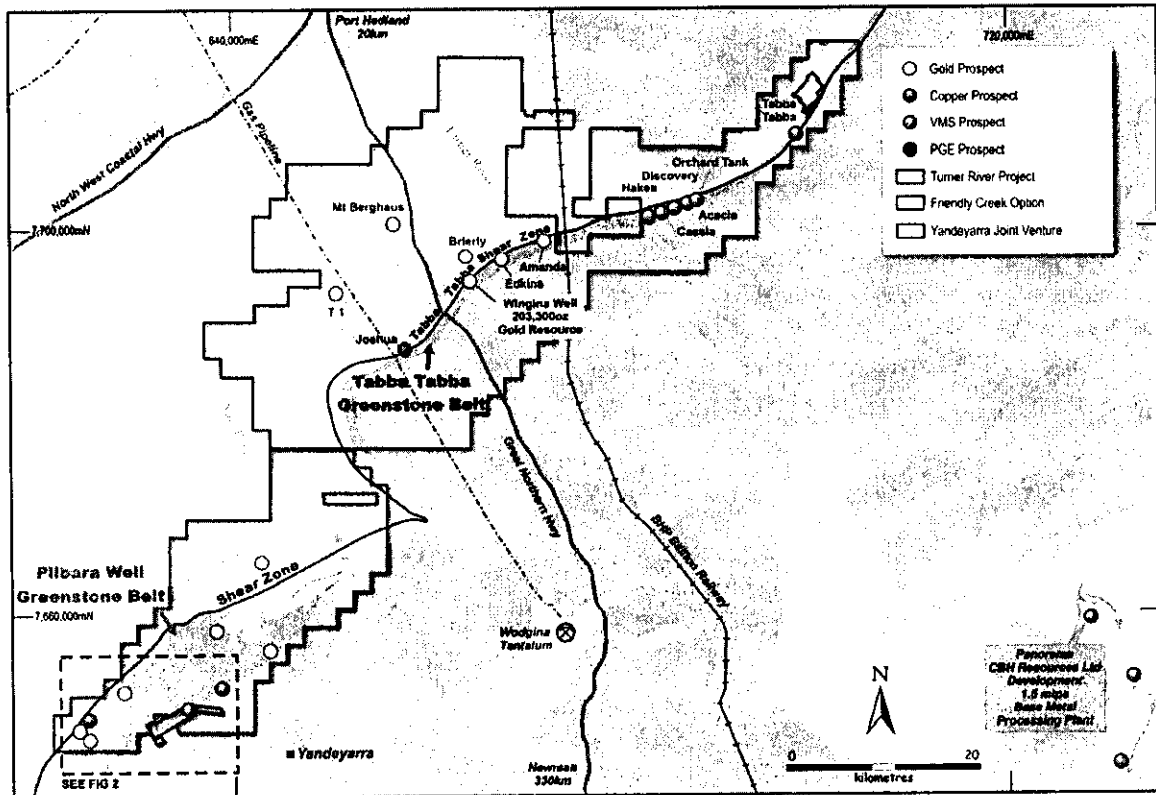 Port Hedland
20km
640,000mE
720,000mE
Gold Prospect
Copper Prospect
VMS Prospect
PGE Prospect
Turner River Project
Friendly Creek Option
Yandeyarra Joint Venture
North West Coastal Hwy
Gas Pipeline
Tabba
Tabba
Orchard Tank
Discovery
Hakea
Acacia
Cassia
Mt Berghaus
7,700,000mN
Brierly
Tabba Tabba Shear Zone
Amanda
Edkins
Wingina Well
203,300oz
Gold Resource
T1
Joshua
Tabba Tabba
Greenstone Belt
Great Northern Hwy
BHP Billiton Railway
Pilbara Well
Greenstone Belt
Shear Zone
7,660,000mN
Wodgina
Tantalum
Panorama
CBH Resources Ltd
Development
Base Metal
Processing Plant
N
Yandeyarra
Newman
330km
0
20
kilometres
SEE FIG 2